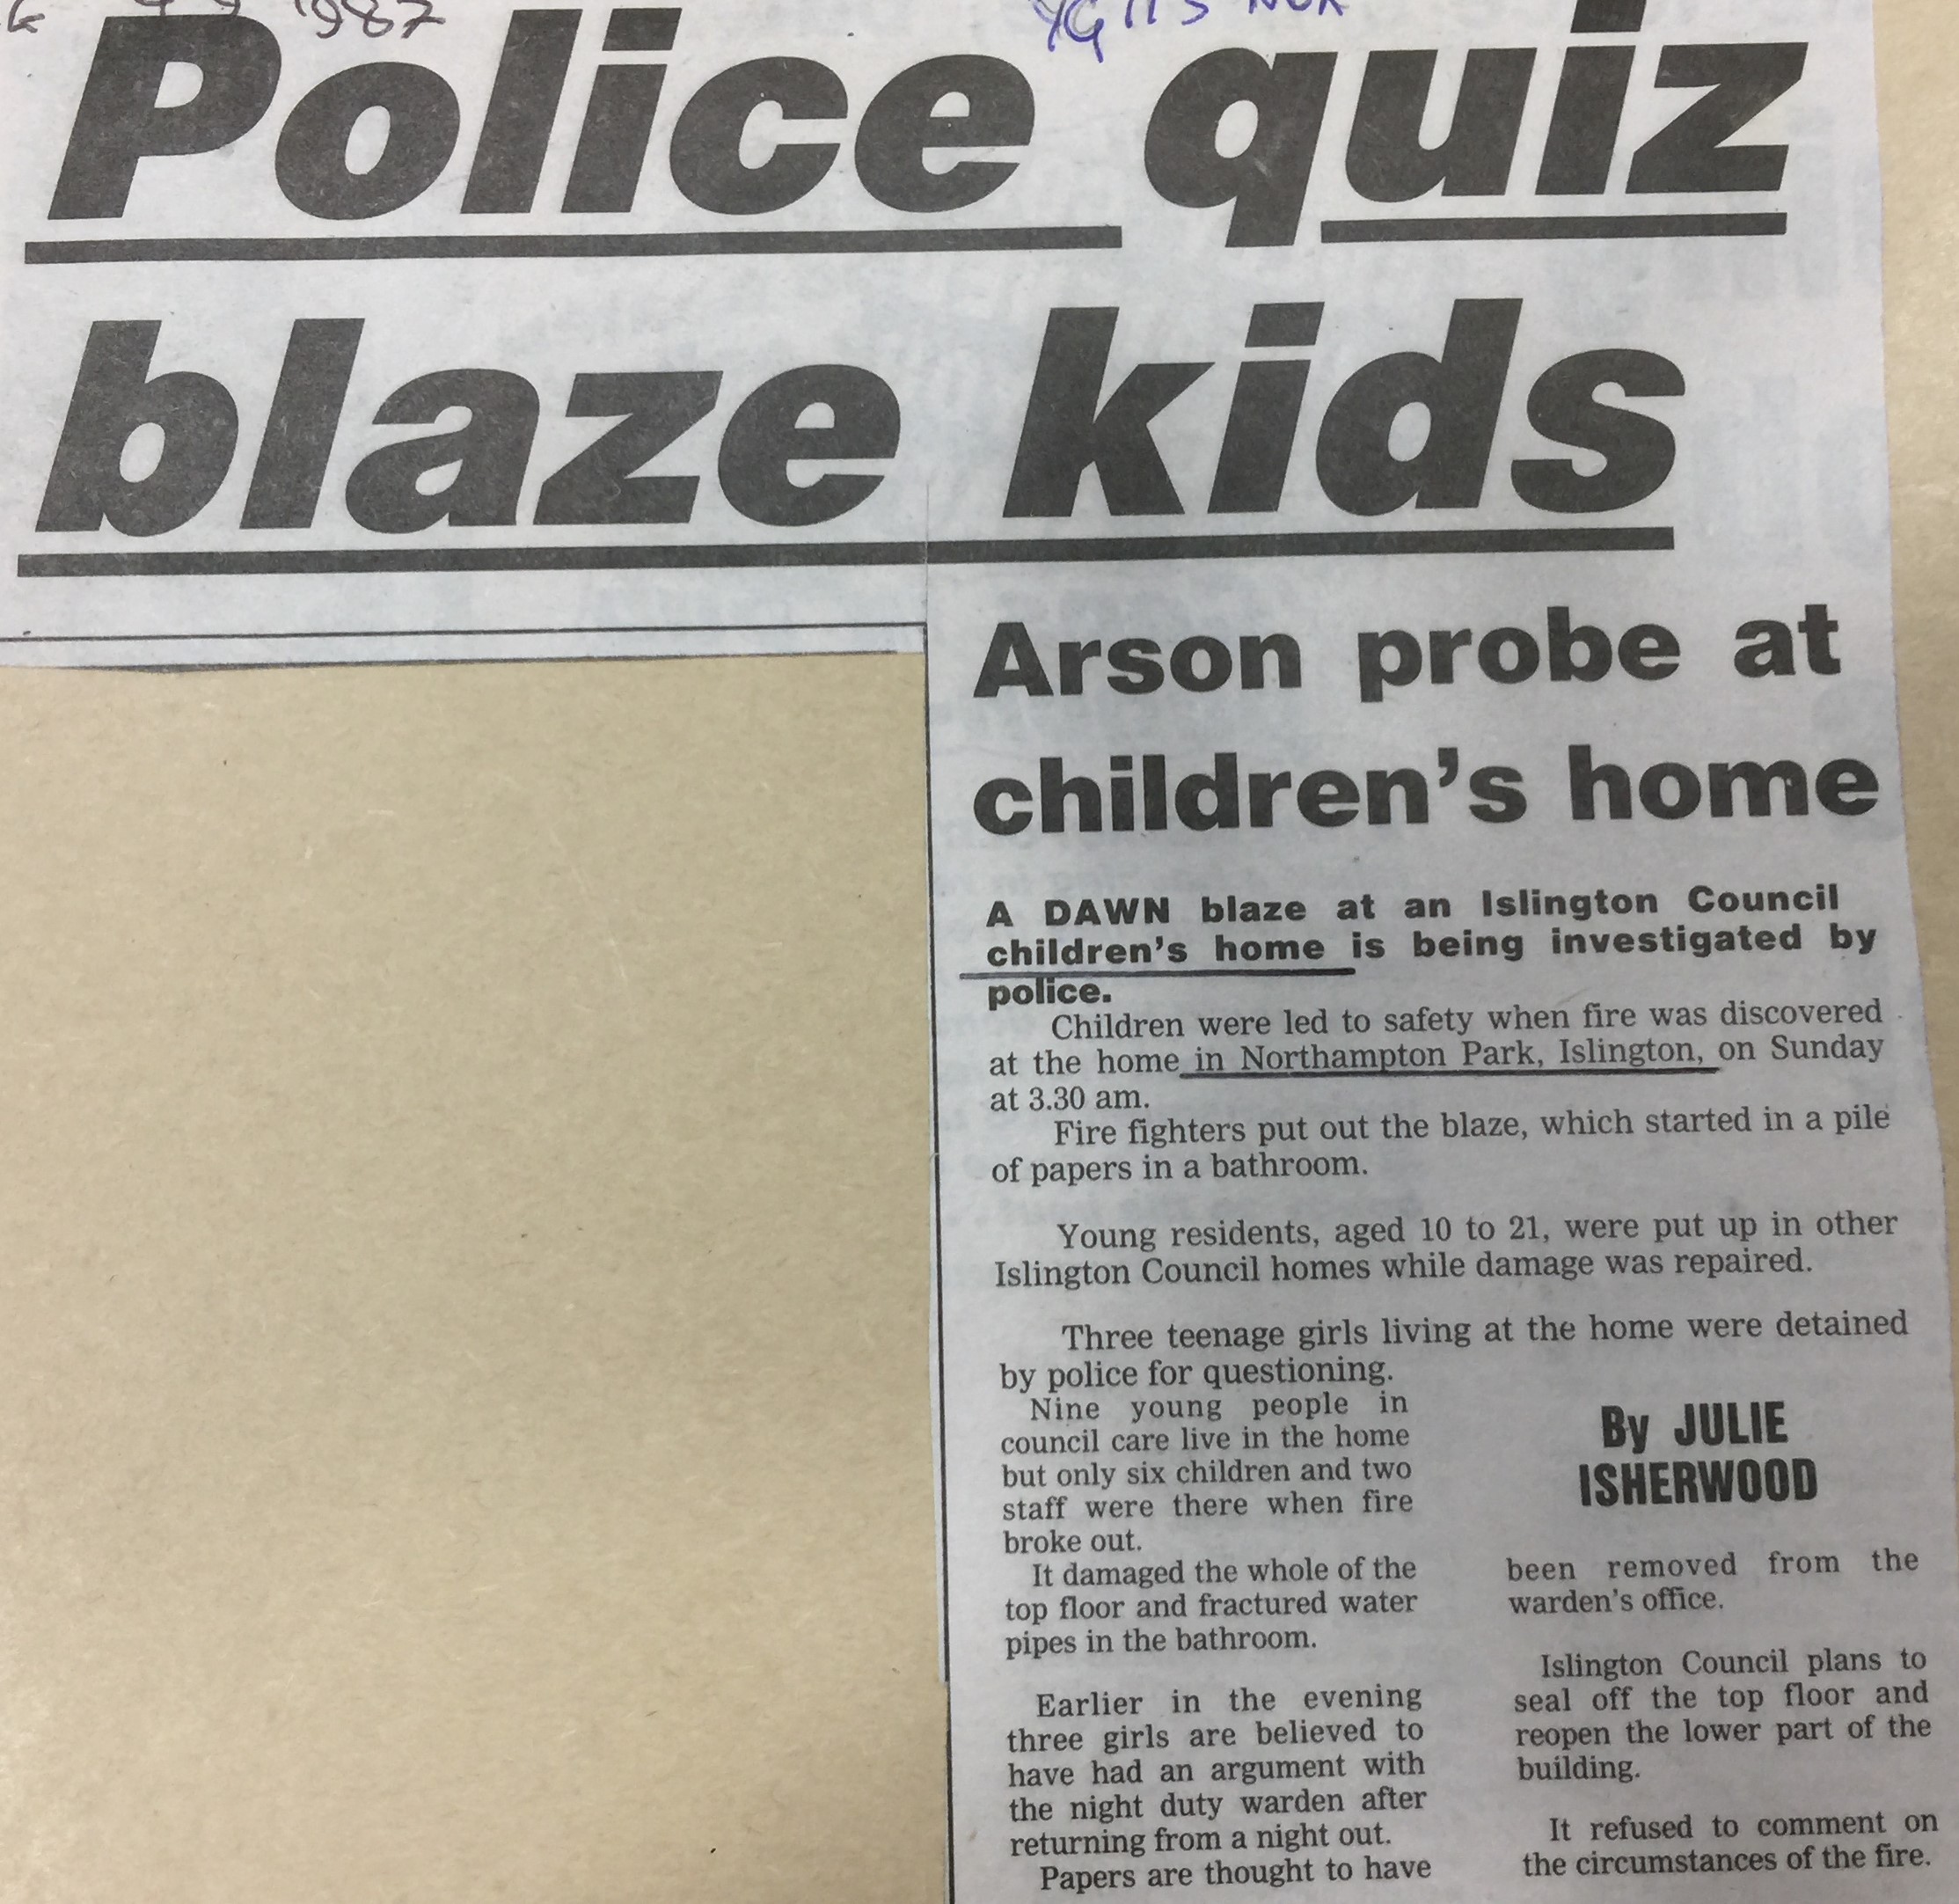 1987
Police quiz
blaze kids
Arson probe at
children's home
A DAWN blaze at an Islington Council
children's home is being investigated by
police.
Children were led to safety when fire was discovered
at the home in Northampton Park, Islington, on Sunday
at 3.30 am.
Fire fighters put out the blaze, which started in a pile
of papers in a bathroom.
Young residents, aged 10 to 21, were put up in other
Islington Council homes while damage was repaired.
Three teenage girls living at the home were detained
by police for questioning.
Nine young people in
council care live in the home
but only six children and two
staff were there when fire
broke out.
It damaged the whole of the
top floor and fractured water
pipes in the bathroom.
Earlier in the evening
three girls are believed to
have had an argument with
the night duty warden after
returning from a night out.
Papers are thought to have
By JULIE
ISHERWOOD
been removed from the
warden's office.
Islington Council plans to
seal off the top floor and
reopen the lower part of the
building.
It refused to comment on
the circumstances of the fire.